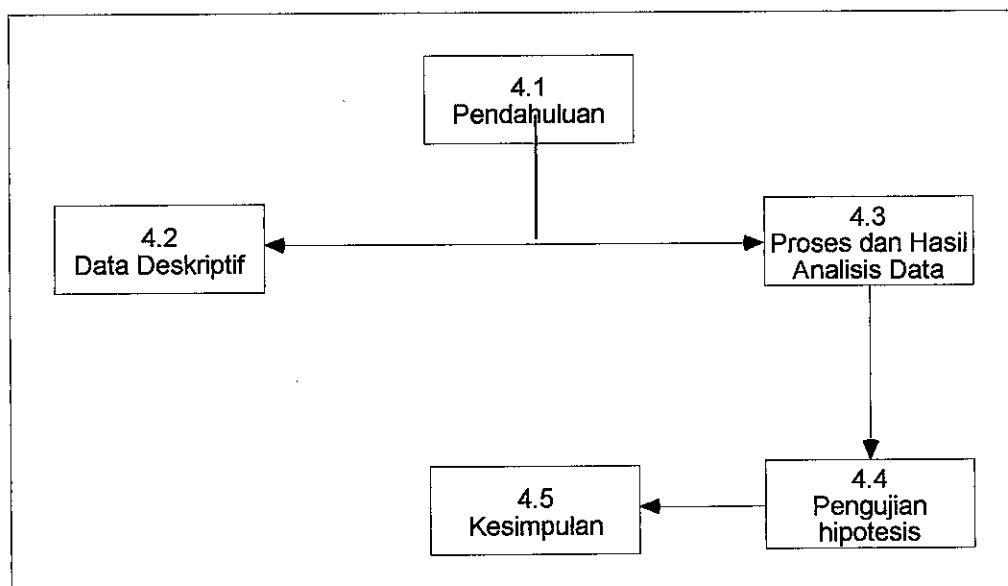 4.1
Pendahuluan
4.2
Data Deskriptif
4.3
Proses dan Hasil
Analisis Data
4.4
Pengujian
hipotesis
4.5
Kesimpulan